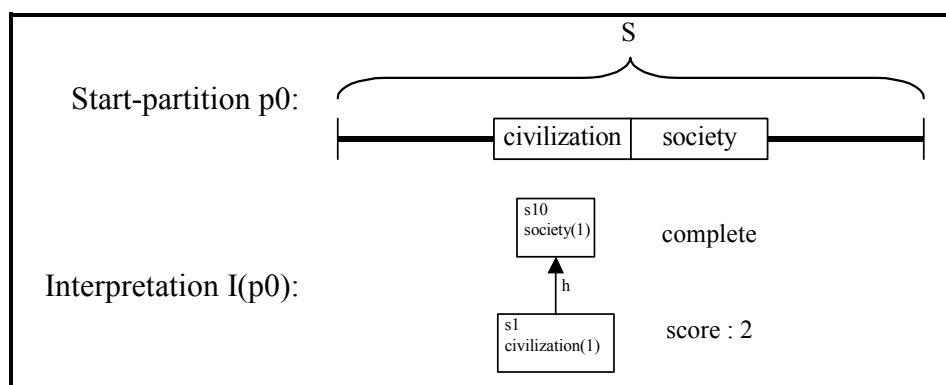 S
Start-partition p0:
civilization society
s10
society(1)
complete
h
Interpretation I(p0):
s1
civilization(1)
score : 2